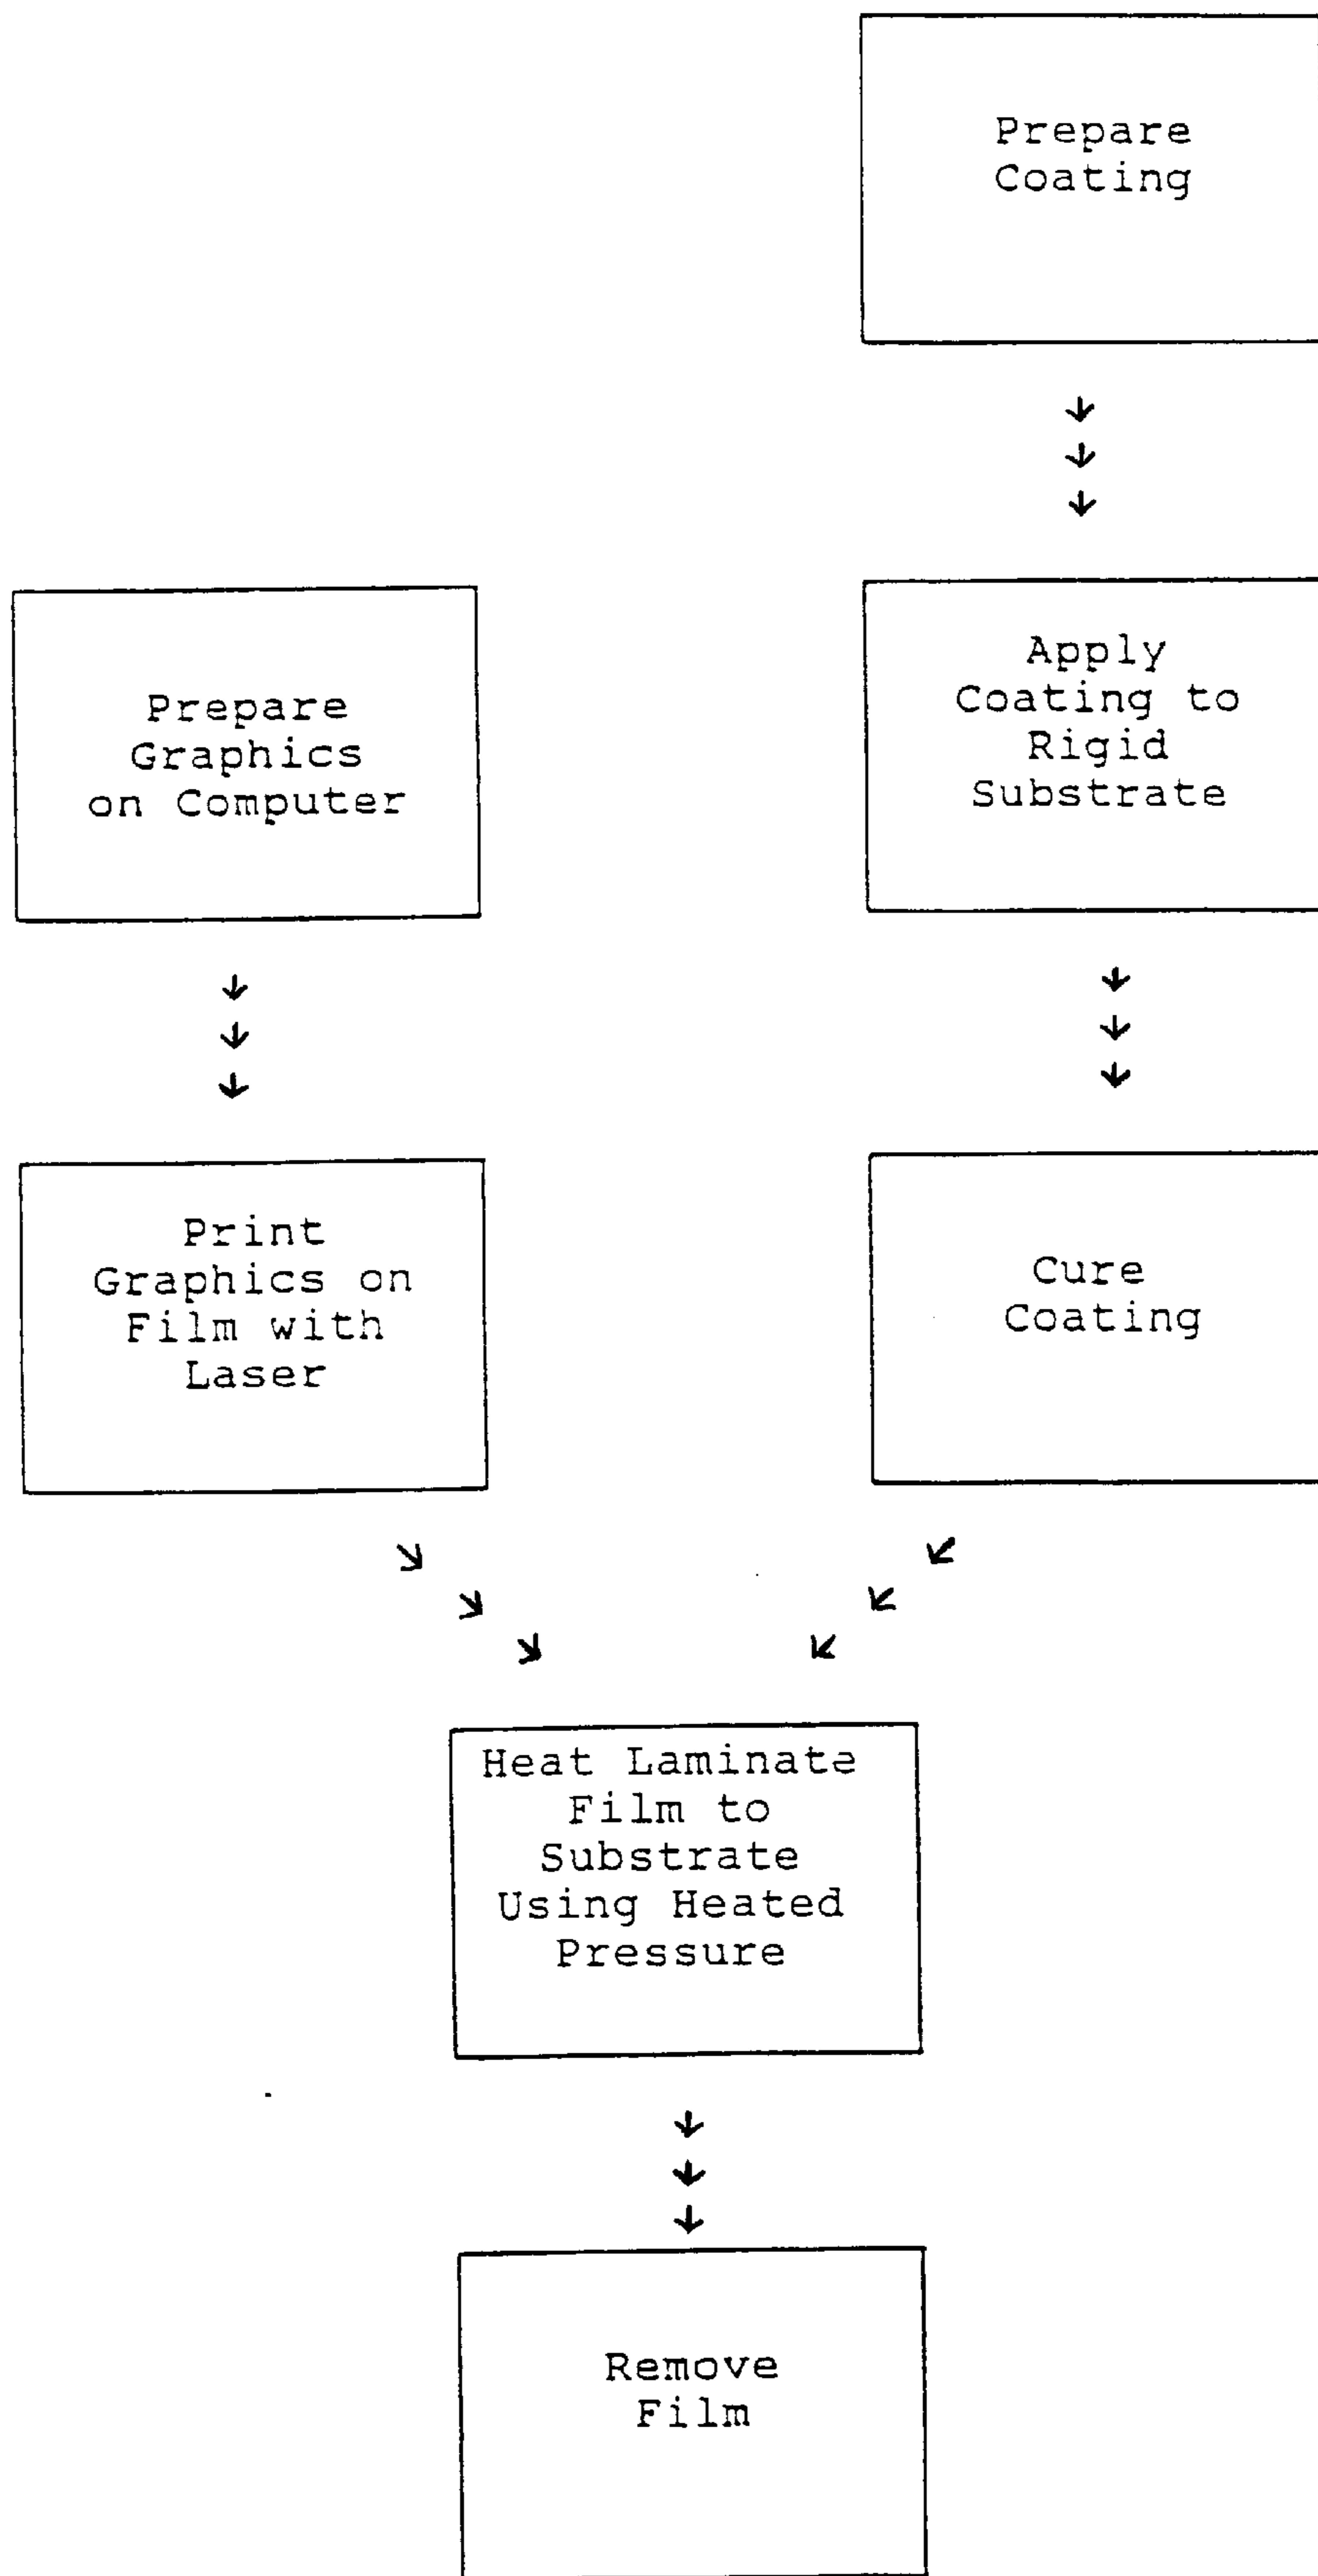 Prepare
Coating
Apply
Coating to
Rigid
Substrate
Prepare
Graphics
on Computer
Print
Graphics on
Film with
Laser
Cure
Coating
Heat Laminate
Film to
Substrate
Using Heated
Pressure
Remove
Film